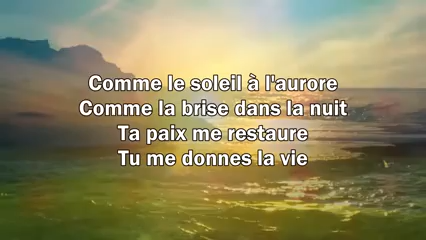 Comme le soleil à l'aurore
Comme la brise dans la nuit
Ta paix me restaure
Tu me donnes la vie